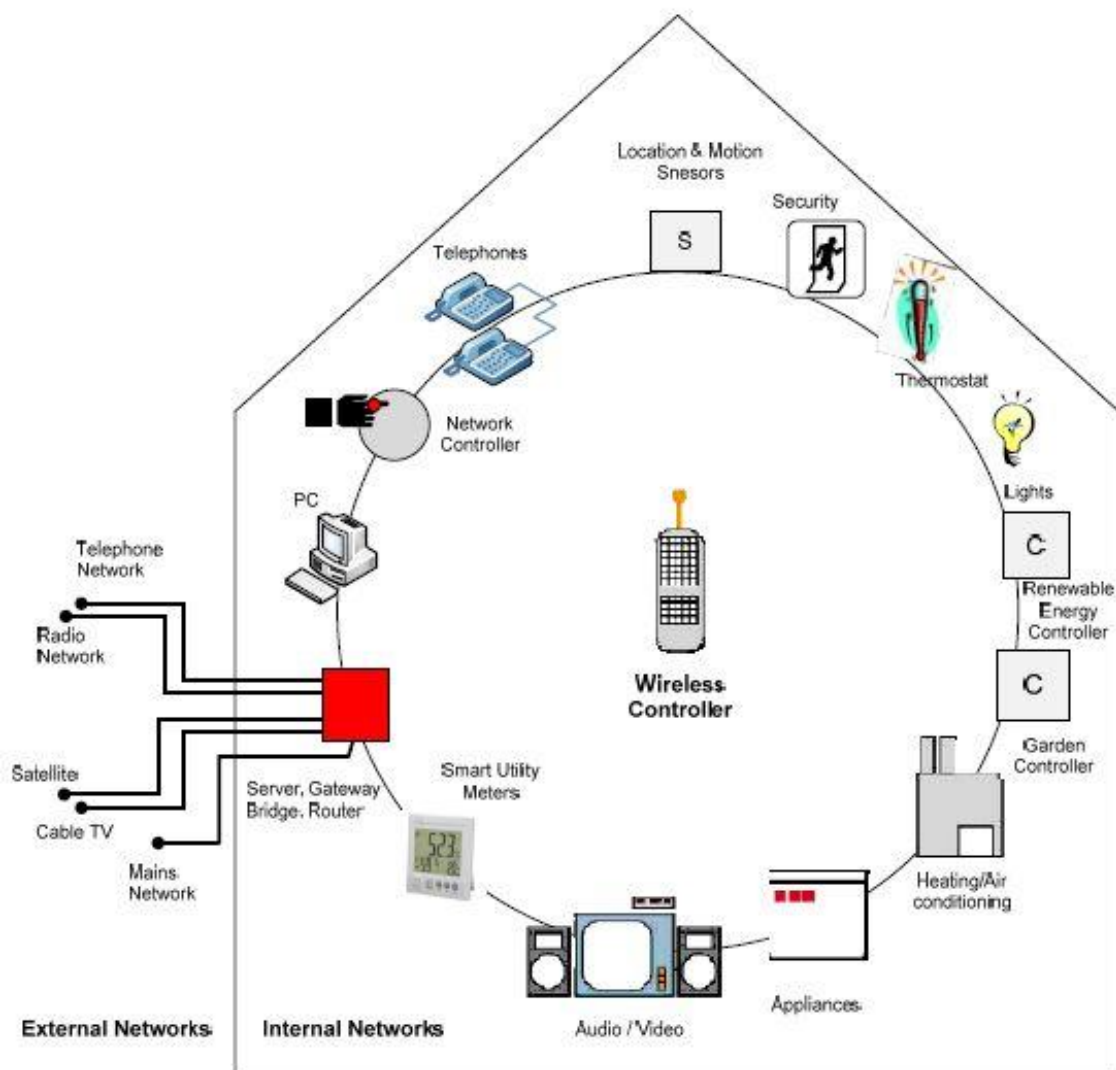 Location & Motion
Snesors
Security
S
Telephones
Thermostat
Network
Controller
Lights
PC
C
Renewable
Energy
Controller
Telephone
Network
Radio
Network
Wireless
Controller
C
Garden
Controller
Satellite
Cable TV
Mains
Network
Server, Gateway
Bridge, Router
Smart Utility
Meters
Heating/Air
conditioning
Appliances
Audio / Video
External Networks
Internal Networks